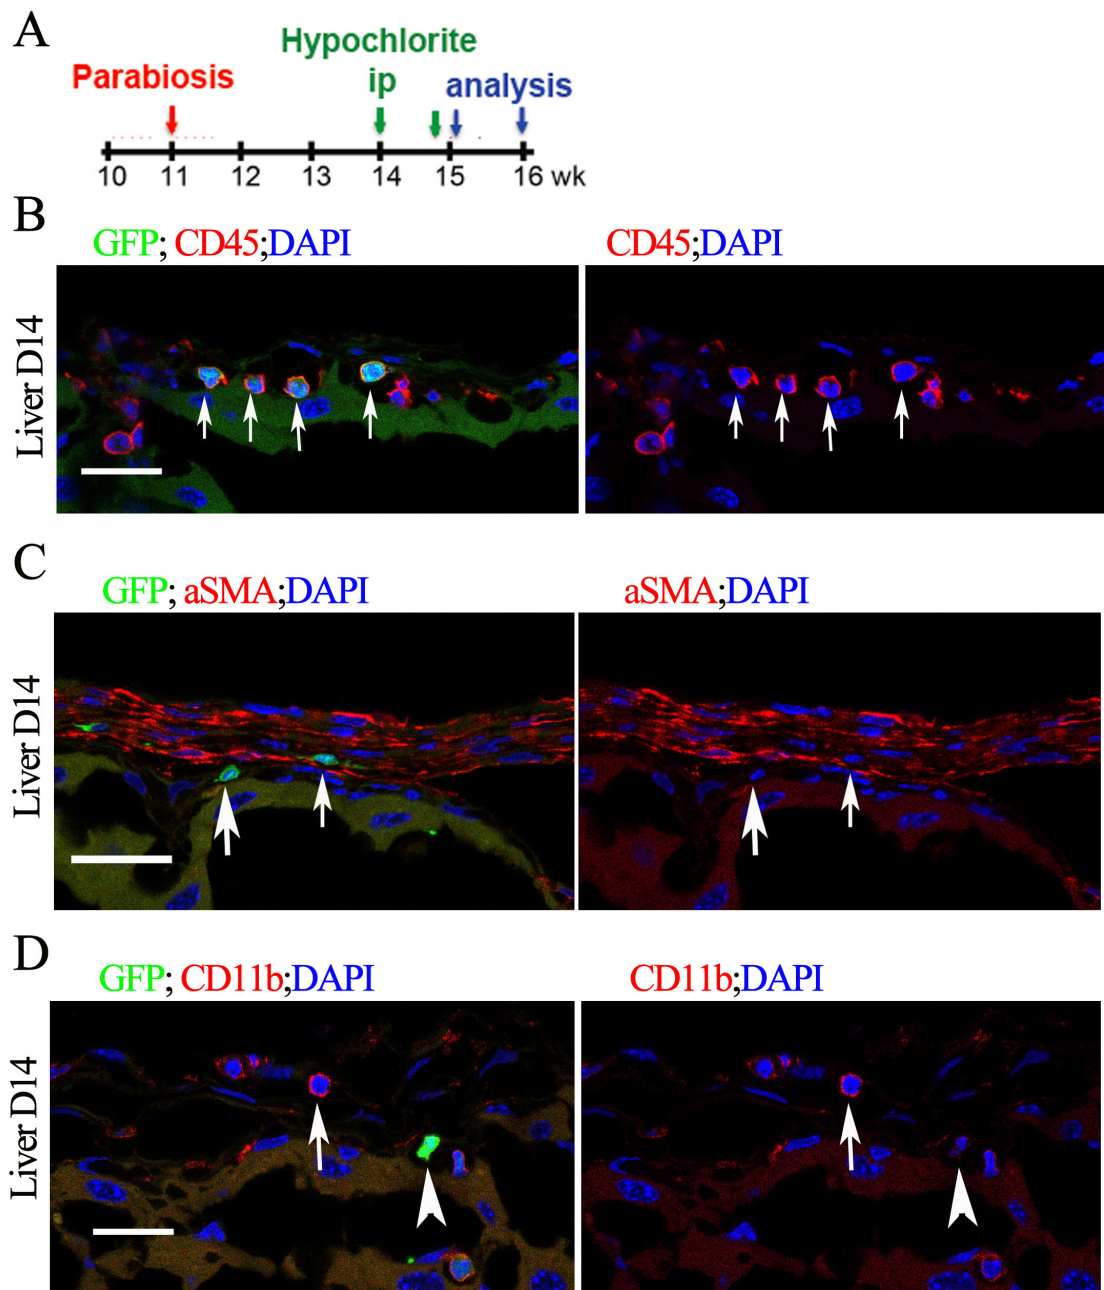 A
Hypochlorite
Parabiosis
ip
analysis
10 11 12 13 14 15 16 wk
B
GFP; CD45;DAPI
CD45;DAPI
Liver D14
C
GFP; aSMA;DAPI
aSMA;DAPI
Liver D14
D
GFP; CD11b;DAPI
CD11b;DAPI
Liver D14